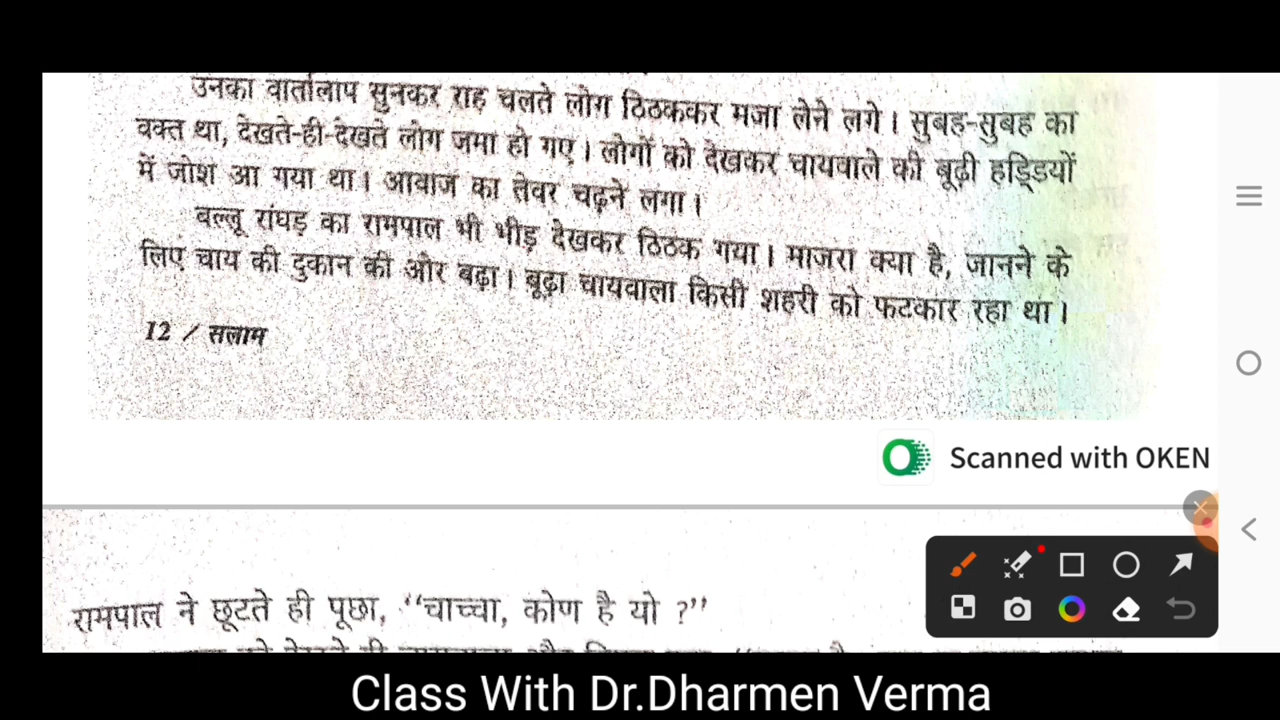 उनका वार्तालाप सुनकर राह चलते लोग ठिठककर मजा लेने लगे। सुबह-सुबह का
वक्त था, देखते-ही-देखते लोग जमा हो गए। लोगों को देखकर चायवाले की बूढ़ी हड्डियों
में जोश आ गया था। आवाज का तेवर चढ़ने लगा।
बल्लू रांघड़ का रामपाल भी भीड़ देखकर ठिठक गया। माजरा क्या है, जानने के
लिए चाय की दुकान की ओर बढ़ा। बूढ़ा चायवाला किसी शहरी को फटकार रहा था।
12 / सलाम
Scanned with OKEN
रामपाल ने छूटते ही पूछा, ‘‘चाच्चा, कोण है यो ?’’
Class With Dr.Dharmen Verma